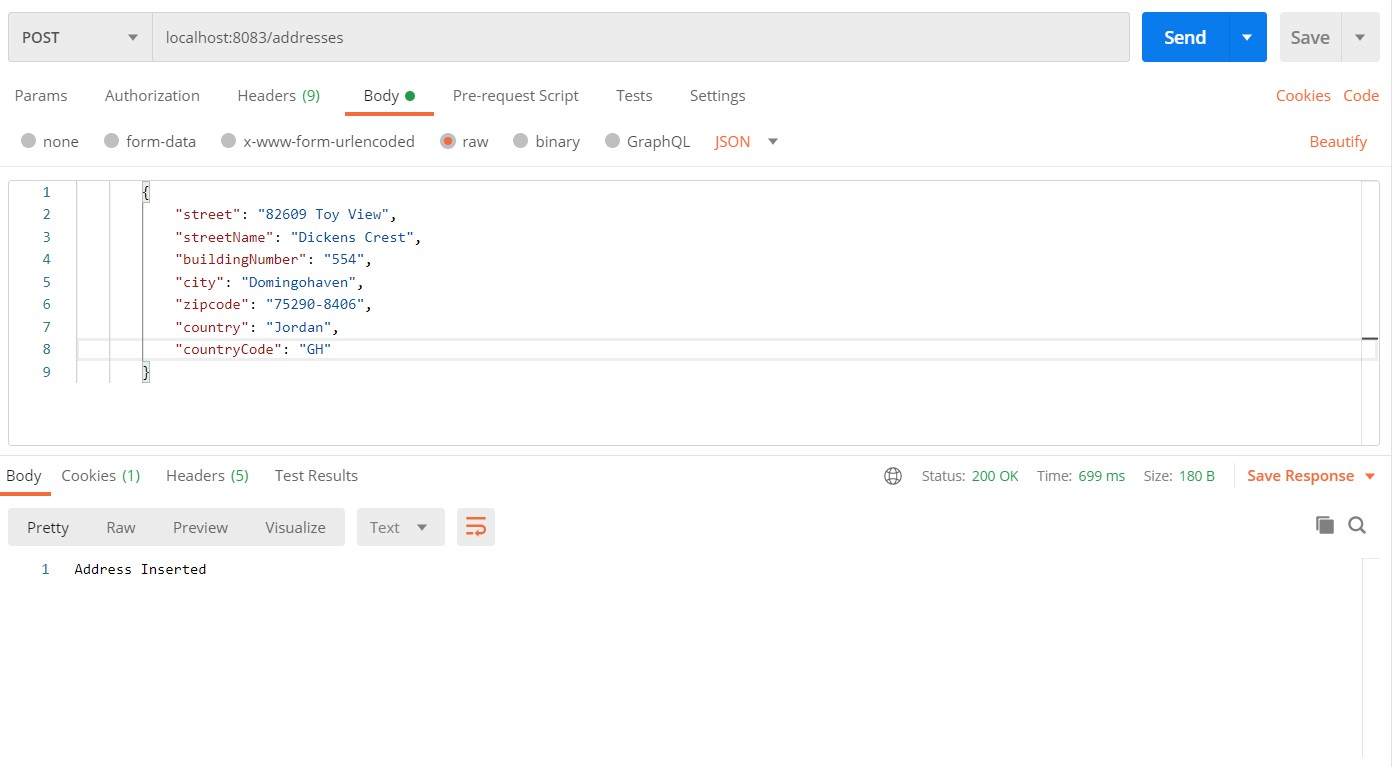 POST localhost:8083/addresses Send Save
Params Authorization Headers (9) Body Pre-request Script Tests Settings Cookies Code
none form-data x-www-form-urlencoded raw binary GraphQL JSON Beautify
1 {
2 "street": "82609 Toy View",
3 "streetName": "Dickens Crest",
4 "buildingNumber": "554",
5 "city": "Domingohaven",
6 "zipcode": "75290-8406",
7 "country": "Jordan",
8 "countryCode": "GH"
9 }
Body Cookies (1) Headers (5) Test Results Status: 200 OK Time: 699 ms Size: 180 B Save Response
Pretty Raw Preview Visualize Text
1 Address Inserted